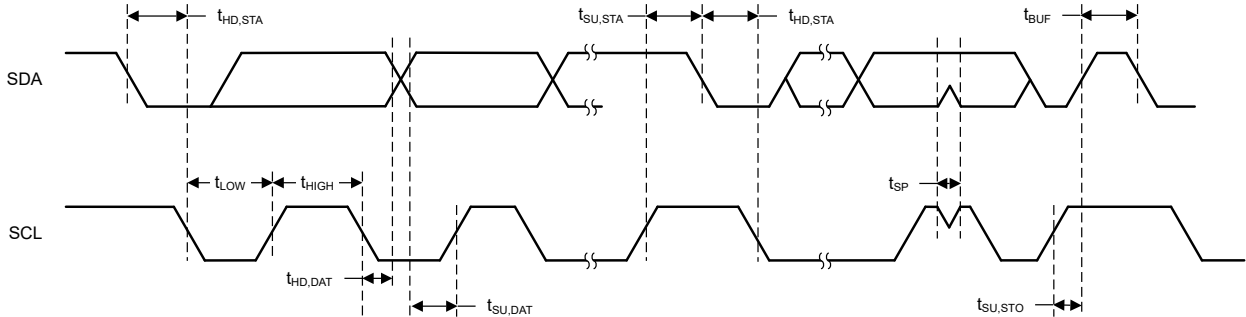 tHD,STA
tSU,STA
tHD,STA
tBUF
SDA
tLOW
tHIGH
tSP
SCL
tHD,DAT
tSU,DAT
tSU,STO